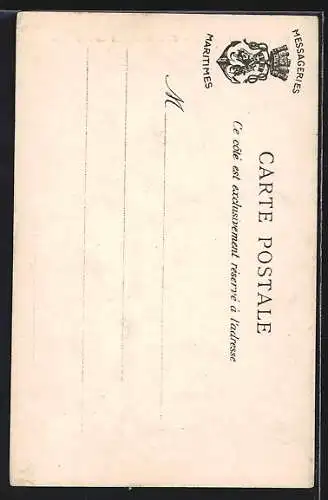 MESSAGERIES
MARITIMES
CARTE POSTALE
Ce côté est exclusivement réservé à l'adresse
M